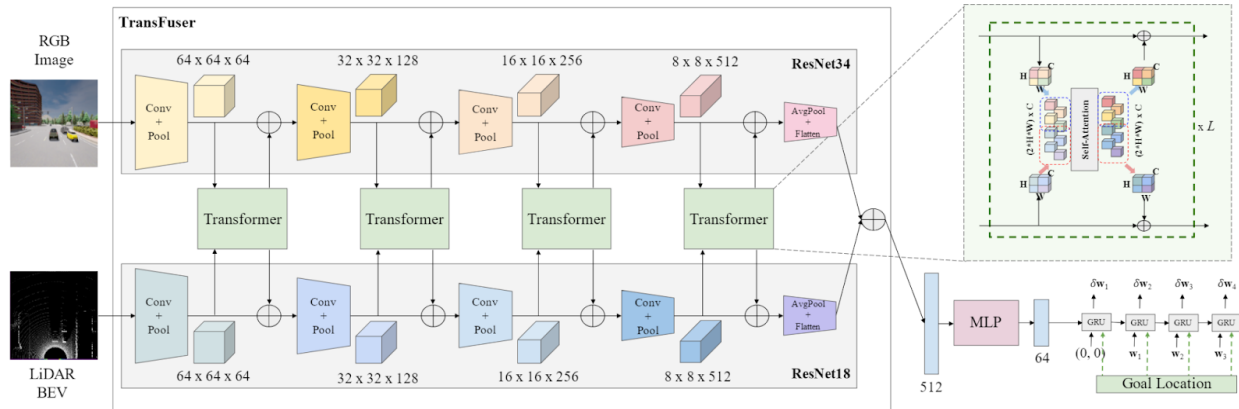 TransFuser
RGB
Image
64 x 64 x 64
32 x 32 x 128
16 x 16 x 256
8 x 8 x 512
ResNet34
Conv
+
Pool
Conv
+
Pool
Conv
+
Pool
Conv
+
Pool
AvgPool
+
Flatten
Transformer
Transformer
Transformer
Transformer
Conv
+
Pool
Conv
+
Pool
Conv
+
Pool
Conv
+
Pool
AvgPool
+
Flatten
LiDAR
BEV
64 x 64 x 64
32 x 32 x 128
16 x 16 x 256
8 x 8 x 512
ResNet18
H
C
W
(2*H*W) x C
Self-Attention
(2*H*W) x C
C
H
W
H
C
W
C
H
W
x L
512
MLP
64
δw1
δw2
δw3
δw4
GRU
GRU
GRU
GRU
(0, 0)
w1
w2
w3
Goal Location